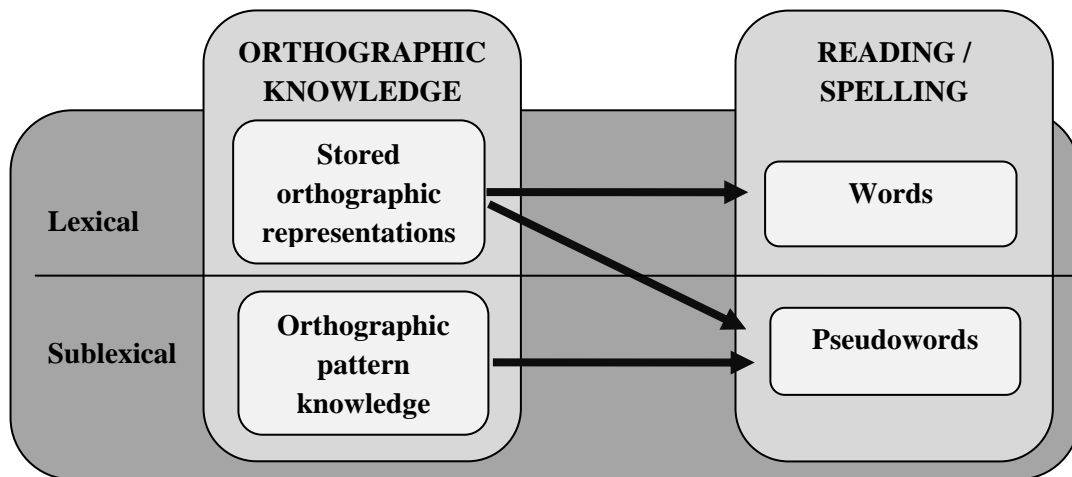 ORTHOGRAPHIC
KNOWLEDGE
READING /
SPELLING
Lexical
Stored
orthographic
representations
Words
Sublexical
Orthographic
pattern
knowledge
Pseudowords